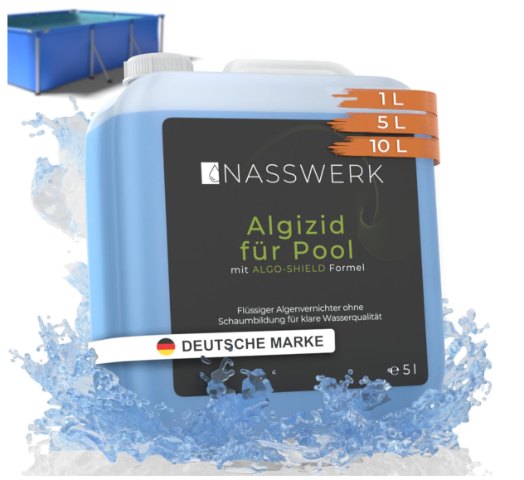 1 L
5 L
10 L
NASSWERK
Algizid
für Pool
mit ALGO-SHIELD Formel
Flüssiger Algenvernichter ohne
Schaumbildung für klare Wasserqualität
DEUTSCHE MARKE
℮ 5 l